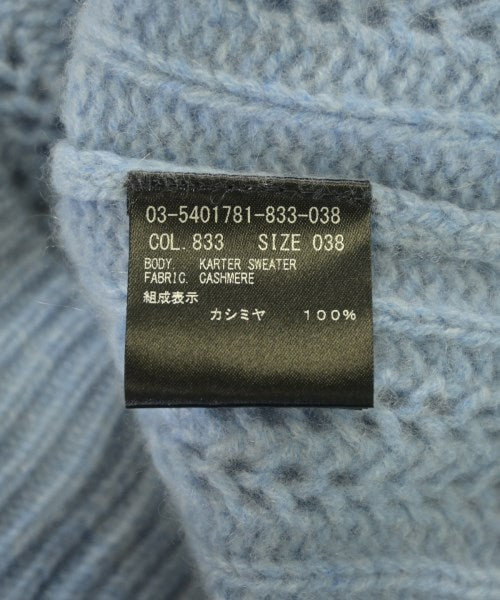 03-5401781-833-038
COL. 833 SIZE 038
BODY. KARTER SWEATER
FABRIC. CASHMERE
組成表示
カシミヤ 100%